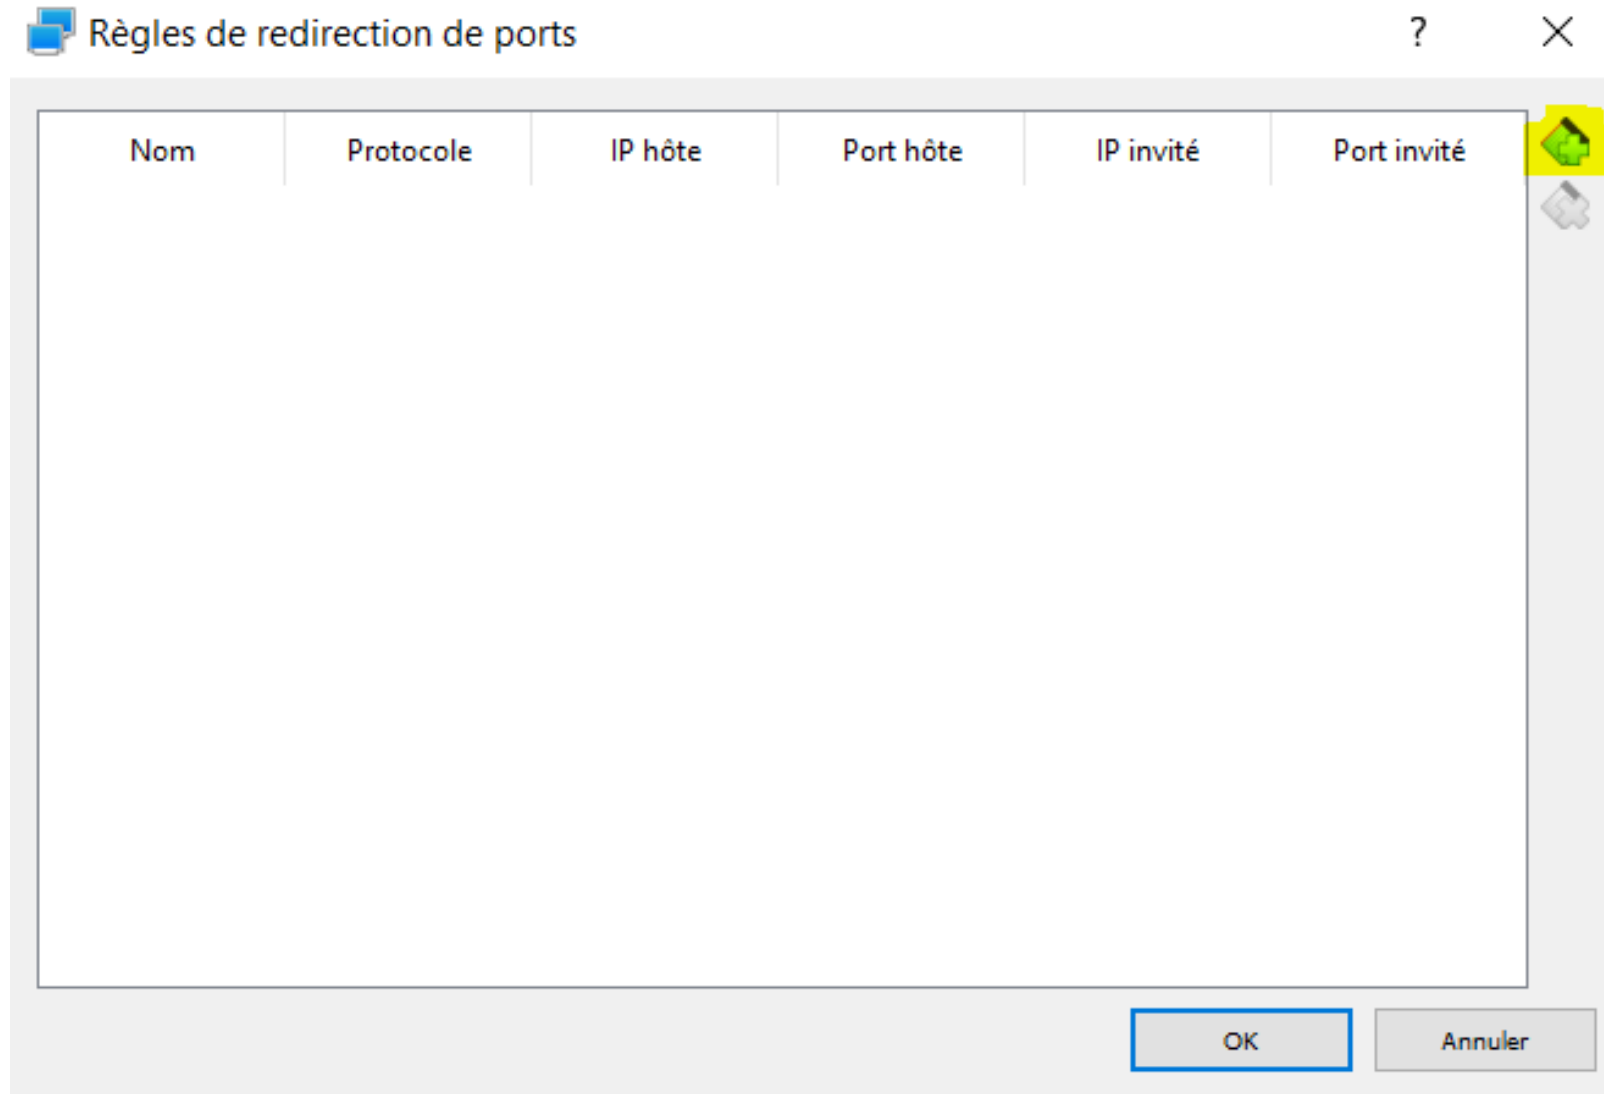 Règles de redirection de ports ?
Nom Protocole IP hôte Port hôte IP invité Port invité
OK Annuler